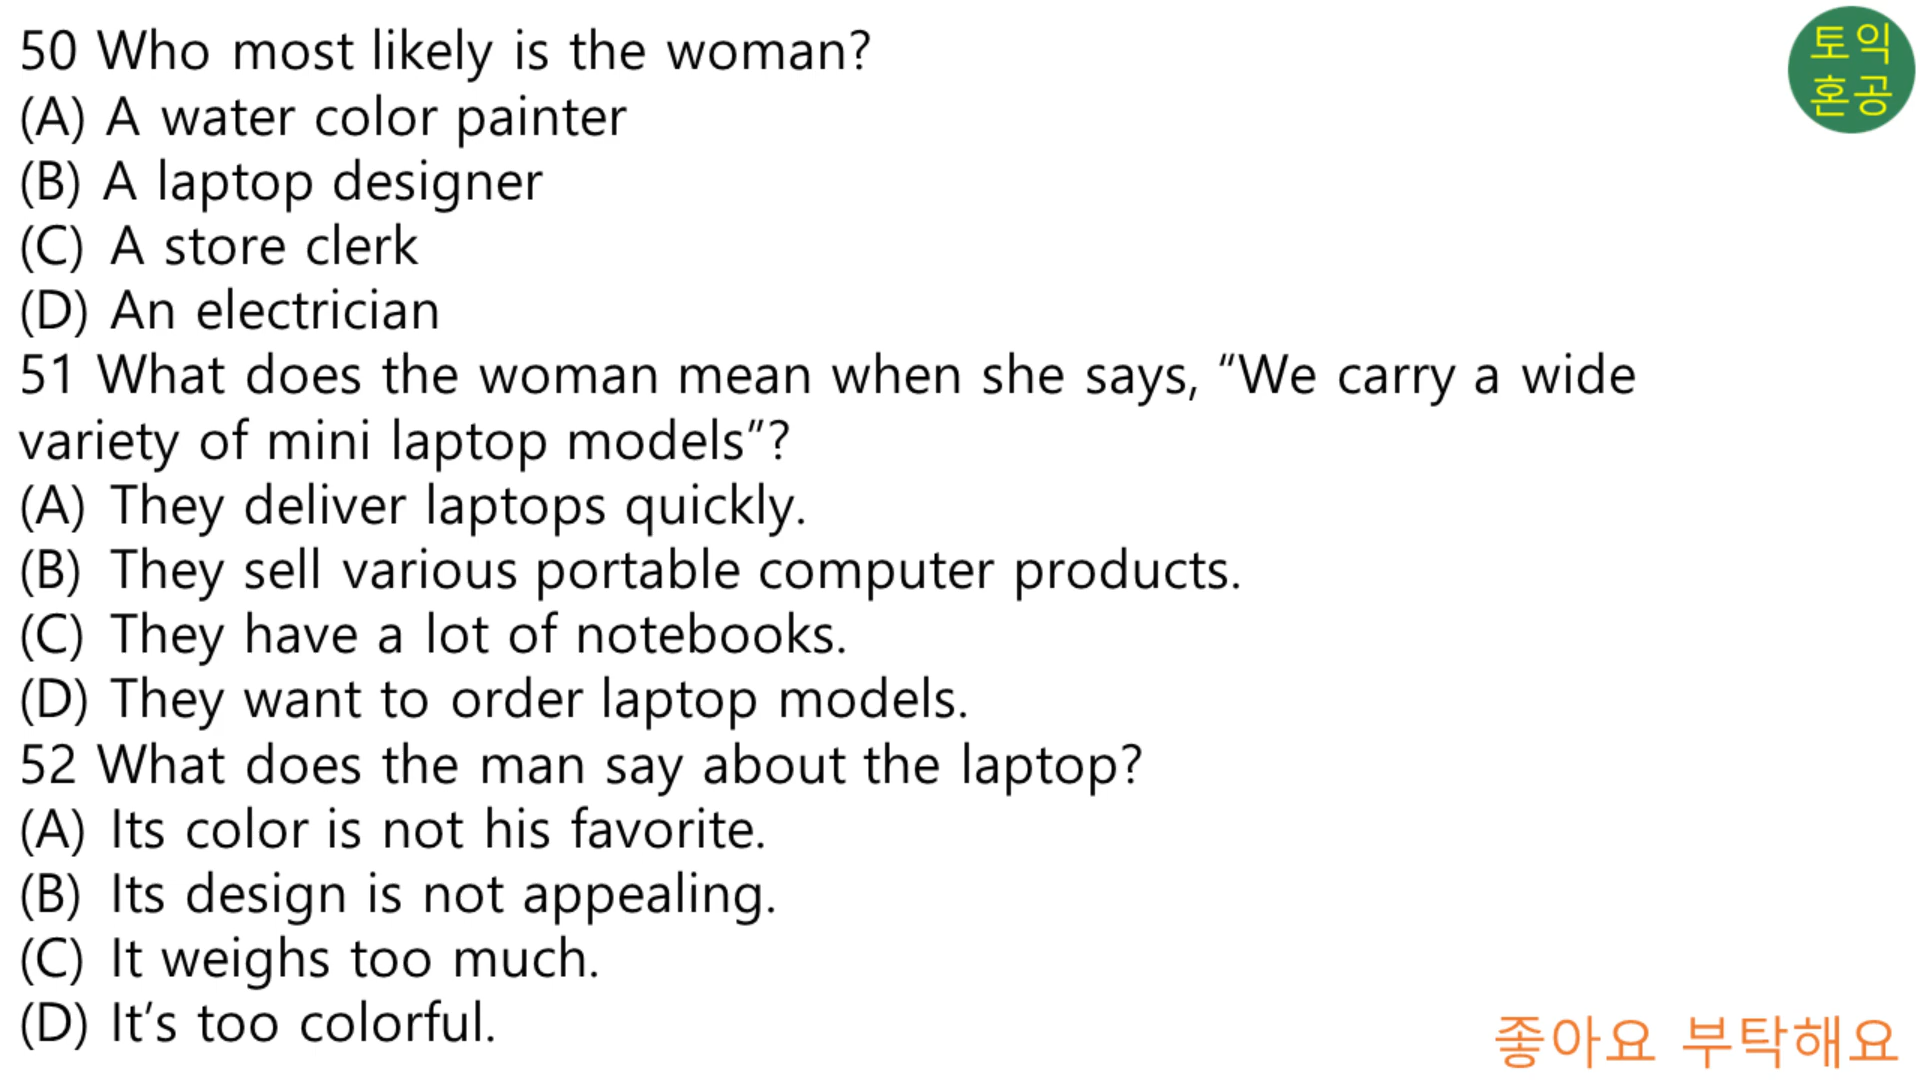 50 Who most likely is the woman?
(A) A water color painter
(B) A laptop designer
(C) A store clerk
(D) An electrician
51 What does the woman mean when she says, “We carry a wide
variety of mini laptop models”?
(A) They deliver laptops quickly.
(B) They sell various portable computer products.
(C) They have a lot of notebooks.
(D) They want to order laptop models.
52 What does the man say about the laptop?
(A) Its color is not his favorite.
(B) Its design is not appealing.
(C) It weighs too much.
(D) It’s too colorful.
토익
혼공
좋아요 부탁해요